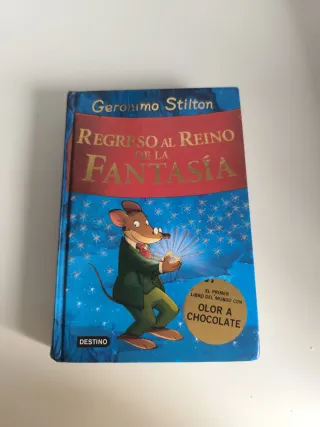 Geronimo Stilton
REGRESO AL REINO
DE LA
FANTASÍA
EL PRIMER
LIBRO DEL MUNDO CON
OLOR A
CHOCOLATE
DESTINO